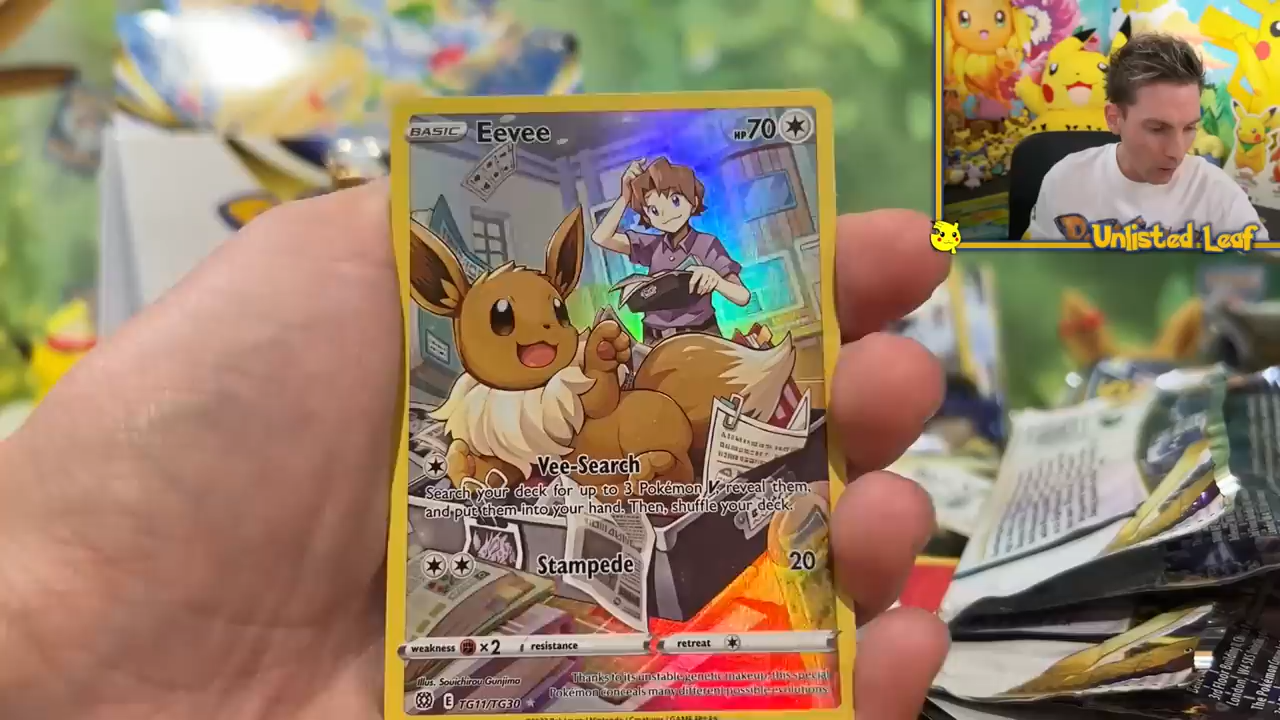 BASIC Eevee HP70
Vee-Search
Search your deck for up to 3 Pokémon V, reveal them,
and put them into your hand. Then, shuffle your deck.
Stampede 20
weakness ×2 resistance retreat
Illus. Souichirou Gunjima
Thanks to its unstable genetic makeup, this special
Pokémon conceals many different possible evolutions.
E TG11/TG30
Unlisted Leaf